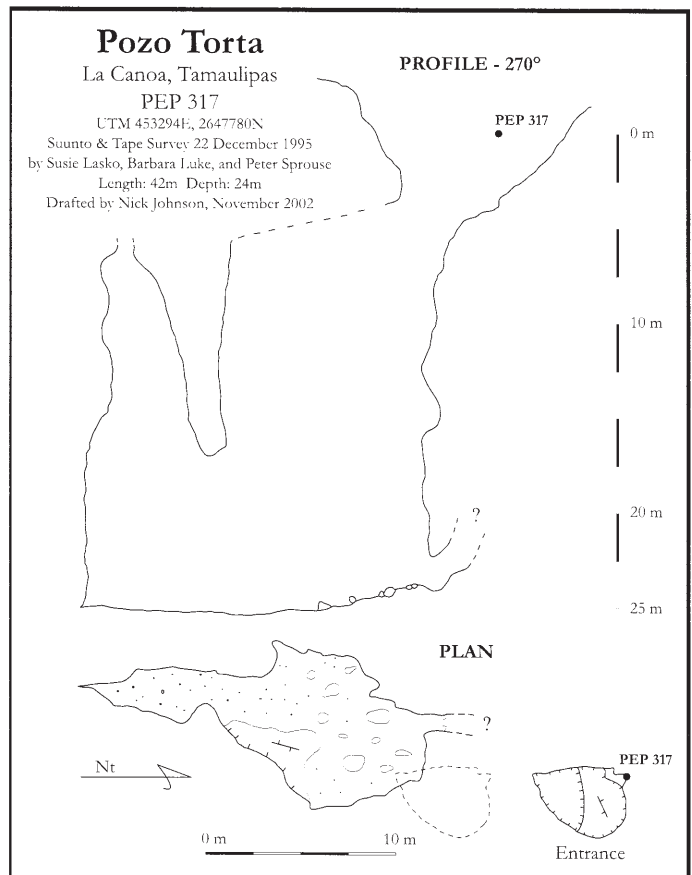 Pozo Torta
La Canoa, Tamaulipas
PEP 317
UTM 453294E, 2647780N
Suunto & Tape Survey 22 December 1995
by Susie Lasko, Barbara Luke, and Peter Sprouse
Length: 42m Depth: 24m
Drafted by Nick Johnson, November 2002
PROFILE - 270°
PEP 317
0 m
10 m
20 m
25 m
?
PLAN
?
Nt
PEP 317
Entrance
0 m 10 m